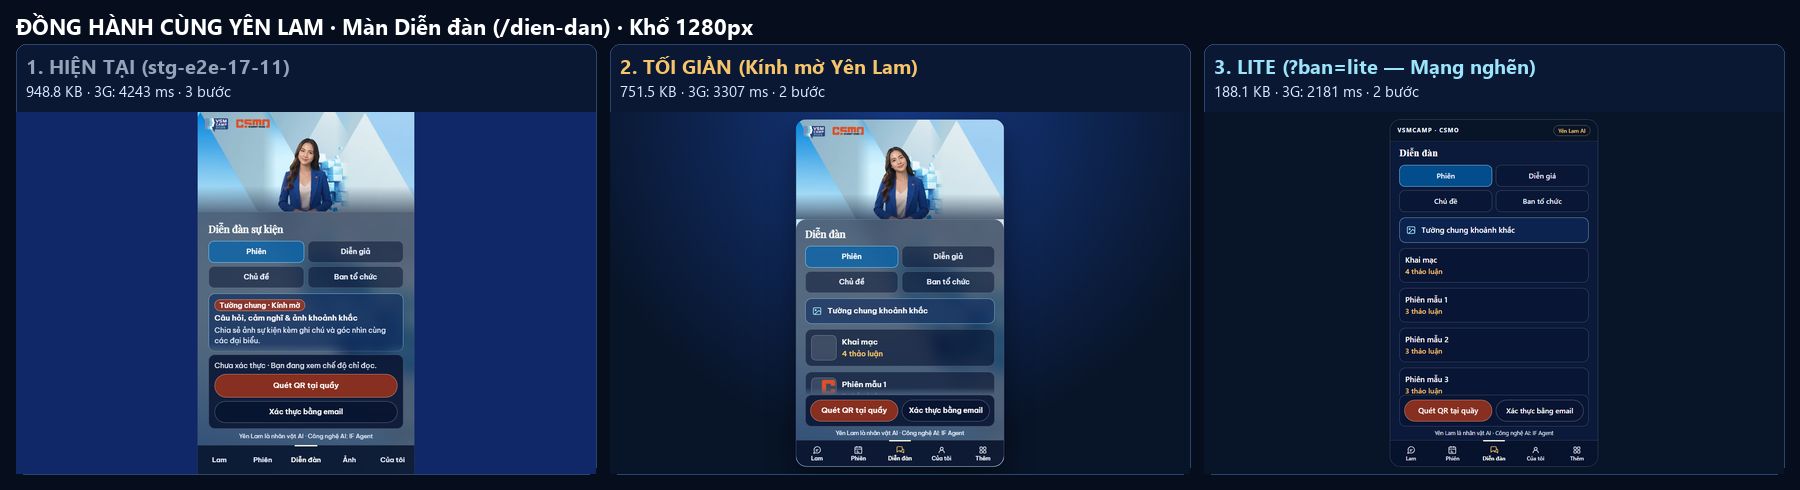 ĐỒNG HÀNH CÙNG YÊN LAM · Màn Diễn đàn (/dien-dan) · Khổ 1280px
1. HIỆN TẠI (stg-e2e-17-11)
948.8 KB · 3G: 4243 ms · 3 bước
VSM CAMP
CSMO
Diễn đàn sự kiện
Phiên
Diễn giả
Chủ đề
Ban tổ chức
Tường chung · Kính mờ
Câu hỏi, cảm nghĩ & ảnh khoảnh khắc
Chia sẻ ảnh sự kiện kèm ghi chú và góc nhìn cùng
các đại biểu.
Chưa xác thực · Bạn đang xem chế độ chỉ đọc.
Quét QR tại quầy
Xác thực bằng email
Yên Lam là nhân vật AI · Công nghệ AI: IF Agent
Lam Phiên Diễn đàn Ảnh Của tôi
2. TỐI GIẢN (Kính mờ Yên Lam)
751.5 KB · 3G: 3307 ms · 2 bước
VSM CAMP
CSMO
Diễn đàn
Phiên
Diễn giả
Chủ đề
Ban tổ chức
Tường chung khoảnh khắc
Khai mạc
4 thảo luận
Phiên mẫu 1
Quét QR tại quầy
Xác thực bằng email
Yên Lam là nhân vật AI · Công nghệ AI: IF Agent
Lam Phiên Diễn đàn Của tôi Thêm
3. LITE (?ban=lite — Mạng nghẽn)
188.1 KB · 3G: 2181 ms · 2 bước
VSMCAMP · CSMO
Yên Lam AI
Diễn đàn
Phiên
Diễn giả
Chủ đề
Ban tổ chức
Tường chung khoảnh khắc
Khai mạc
4 thảo luận
Phiên mẫu 1
3 thảo luận
Phiên mẫu 2
3 thảo luận
Phiên mẫu 3
3 thảo luận
Quét QR tại quầy
Xác thực bằng email
Yên Lam là nhân vật AI · Công nghệ AI: IF Agent
Lam Phiên Diễn đàn Của tôi Thêm